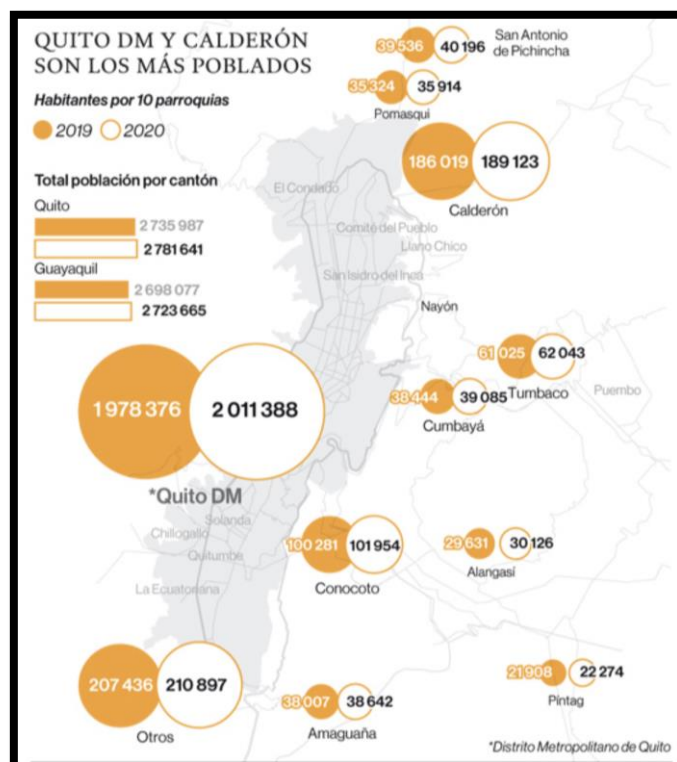 QUITO DM Y CALDERÓN
SON LOS MÁS POBLADOS
Habitantes por 10 parroquias
2019 2020
Total población por cantón
Quito
2 735 987
2 781 641
Guayaquil
2 698 077
2 723 665
39 536 40 196
San Antonio
de Pichincha
35 324 35 914
Pomasqui
186 019 189 123
Calderón
El Condado
Comité del Pueblo
Llano Chico
San Isidro del Inca
Nayón
61 025 62 043
Tumbaco
Puembo
38 444 39 085
Cumbayá
1 978 376 2 011 388
*Quito DM
Solanda
Chillogallo
Quitumbe
La Ecuatoriana
100 281 101 954
Conocoto
29 631 30 126
Alangasí
207 436 210 897
Otros
38 007 38 642
Amaguaña
21 908 22 274
Píntag
*Distrito Metropolitano de Quito